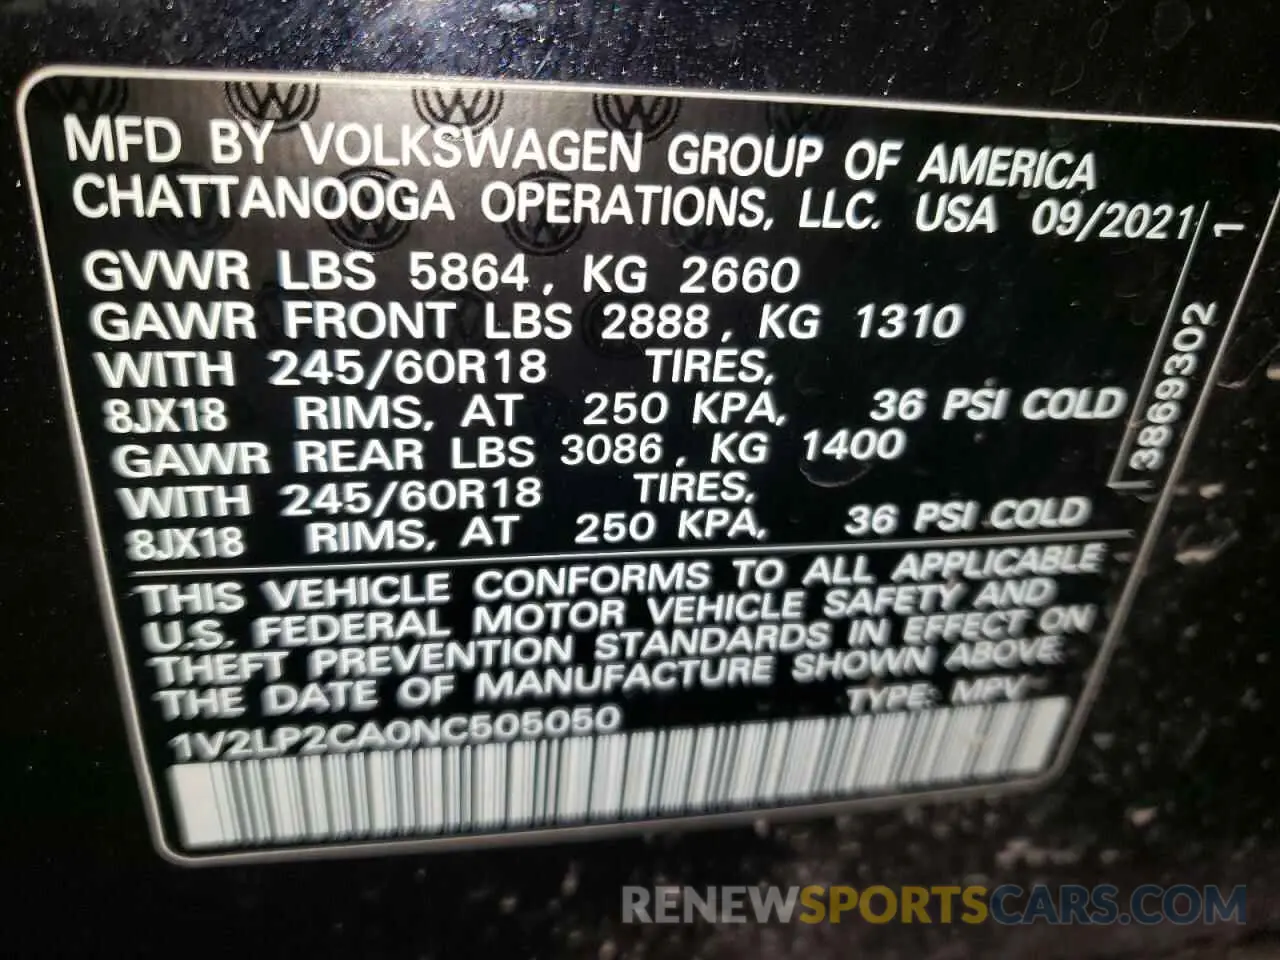 MFD BY VOLKSWAGEN GROUP OF AMERICA
CHATTANOOGA OPERATIONS, LLC. USA 09/2021
GVWR LBS 5864, KG 2660
GAWR FRONT LBS 2888, KG 1310
WITH 245/60R18 TIRES,
8JX18 RIMS, AT 250 KPA, 36 PSI COLD
GAWR REAR LBS 3086, KG 1400
WITH 245/60R18 TIRES,
8JX18 RIMS, AT 250 KPA, 36 PSI COLD
THIS VEHICLE CONFORMS TO ALL APPLICABLE
U.S. FEDERAL MOTOR VEHICLE SAFETY AND
THEFT PREVENTION STANDARDS IN EFFECT ON
THE DATE OF MANUFACTURE SHOWN ABOVE.
TYPE: MPV
1V2LP2CA0NC505050
3869302 1
RENEWSPORTSCARS.COM